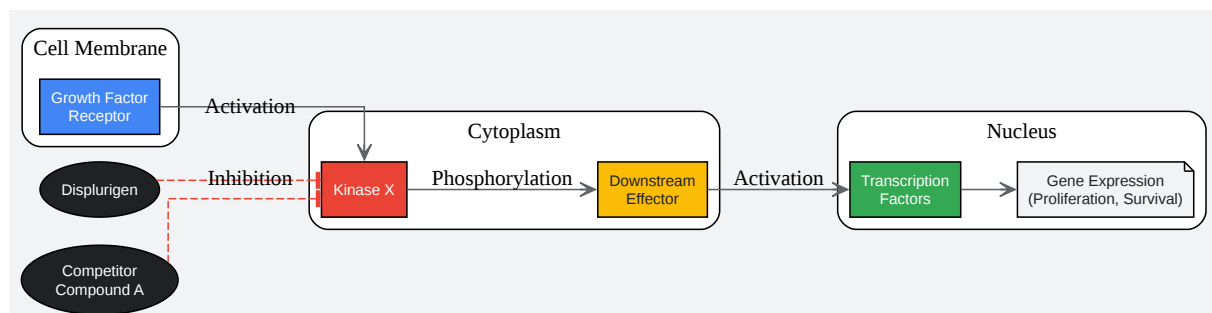 Cell Membrane
Growth Factor
Receptor
Activation
Cytoplasm
Nucleus
Displurigen
Inhibition
Kinase X
Phosphorylation
Downstream
Effector
Activation
Transcription
Factors
Gene Expression
(Proliferation, Survival)
Competitor
Compound A